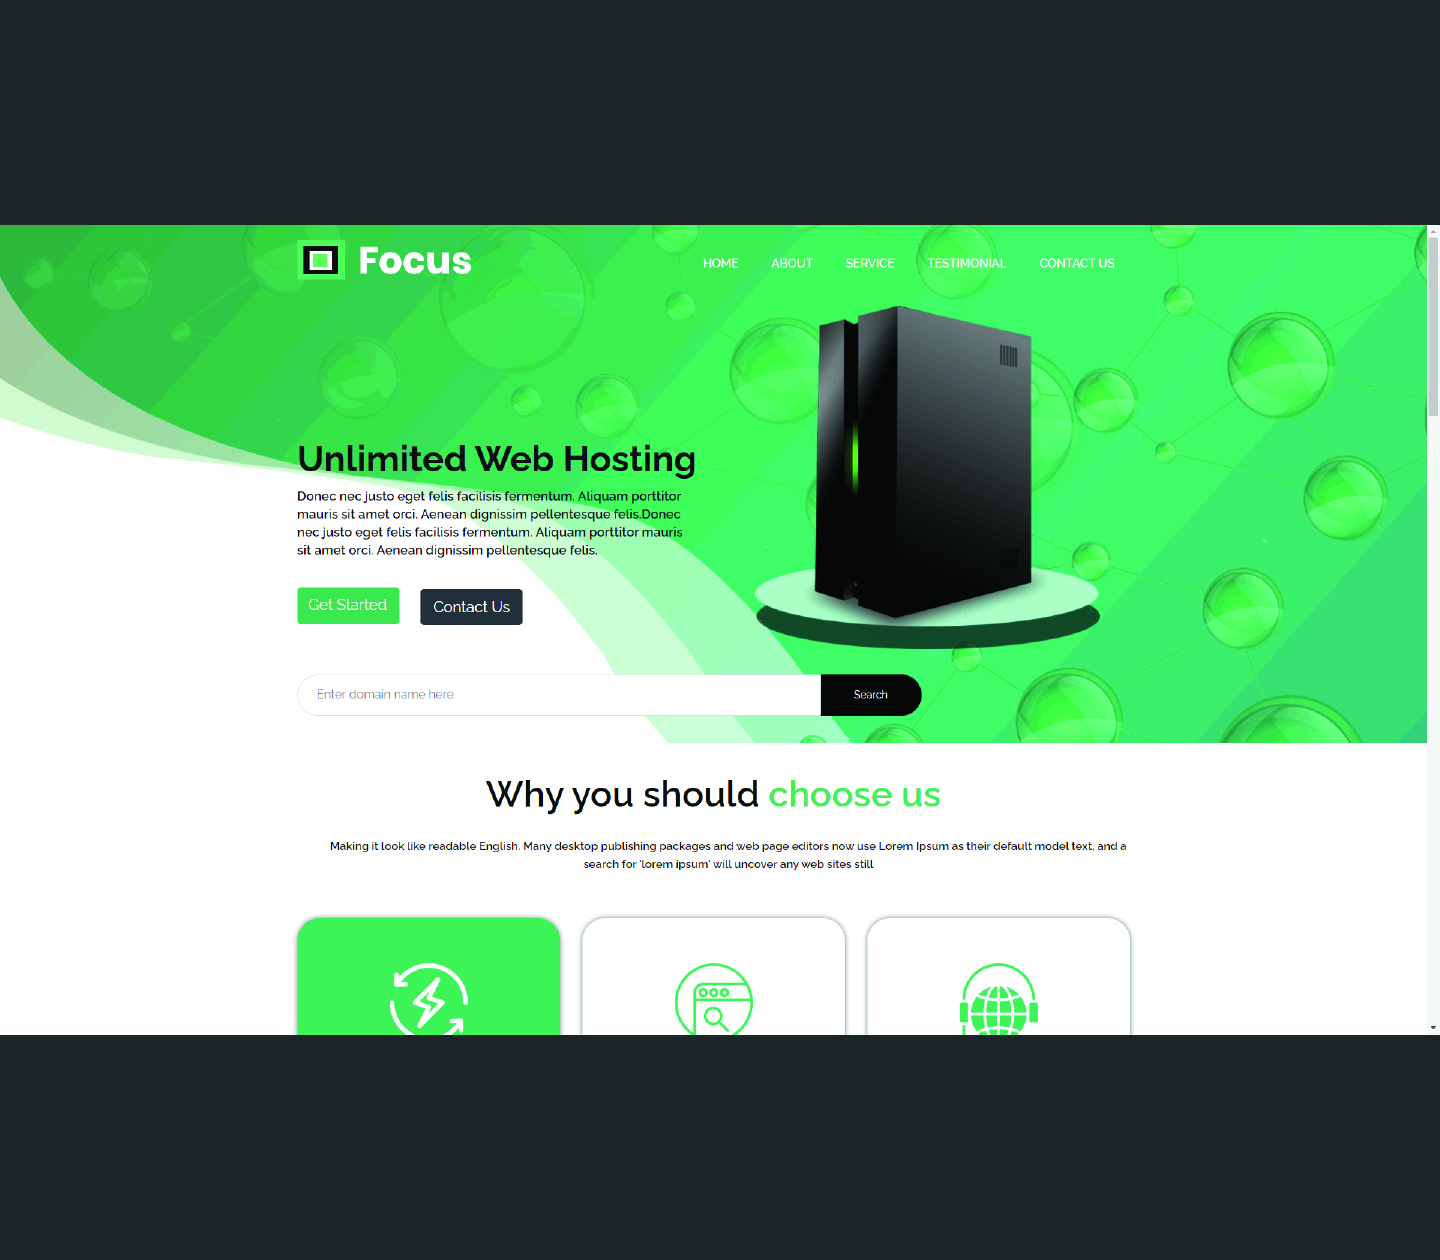 Focus
HOME ABOUT SERVICE TESTIMONIAL CONTACT US
Unlimited Web Hosting
Donec nec justo eget felis facilisis fermentum. Aliquam porttitor
mauris sit amet orci. Aenean dignissim pellentesque felis.Donec
nec justo eget felis facilisis fermentum. Aliquam porttitor mauris
sit amet orci. Aenean dignissim pellentesque felis.
Get Started Contact Us
Enter domain name here Search
Why you should choose us
Making it look like readable English. Many desktop publishing packages and web page editors now use Lorem Ipsum as their default model text, and a
search for 'lorem ipsum' will uncover any web sites still